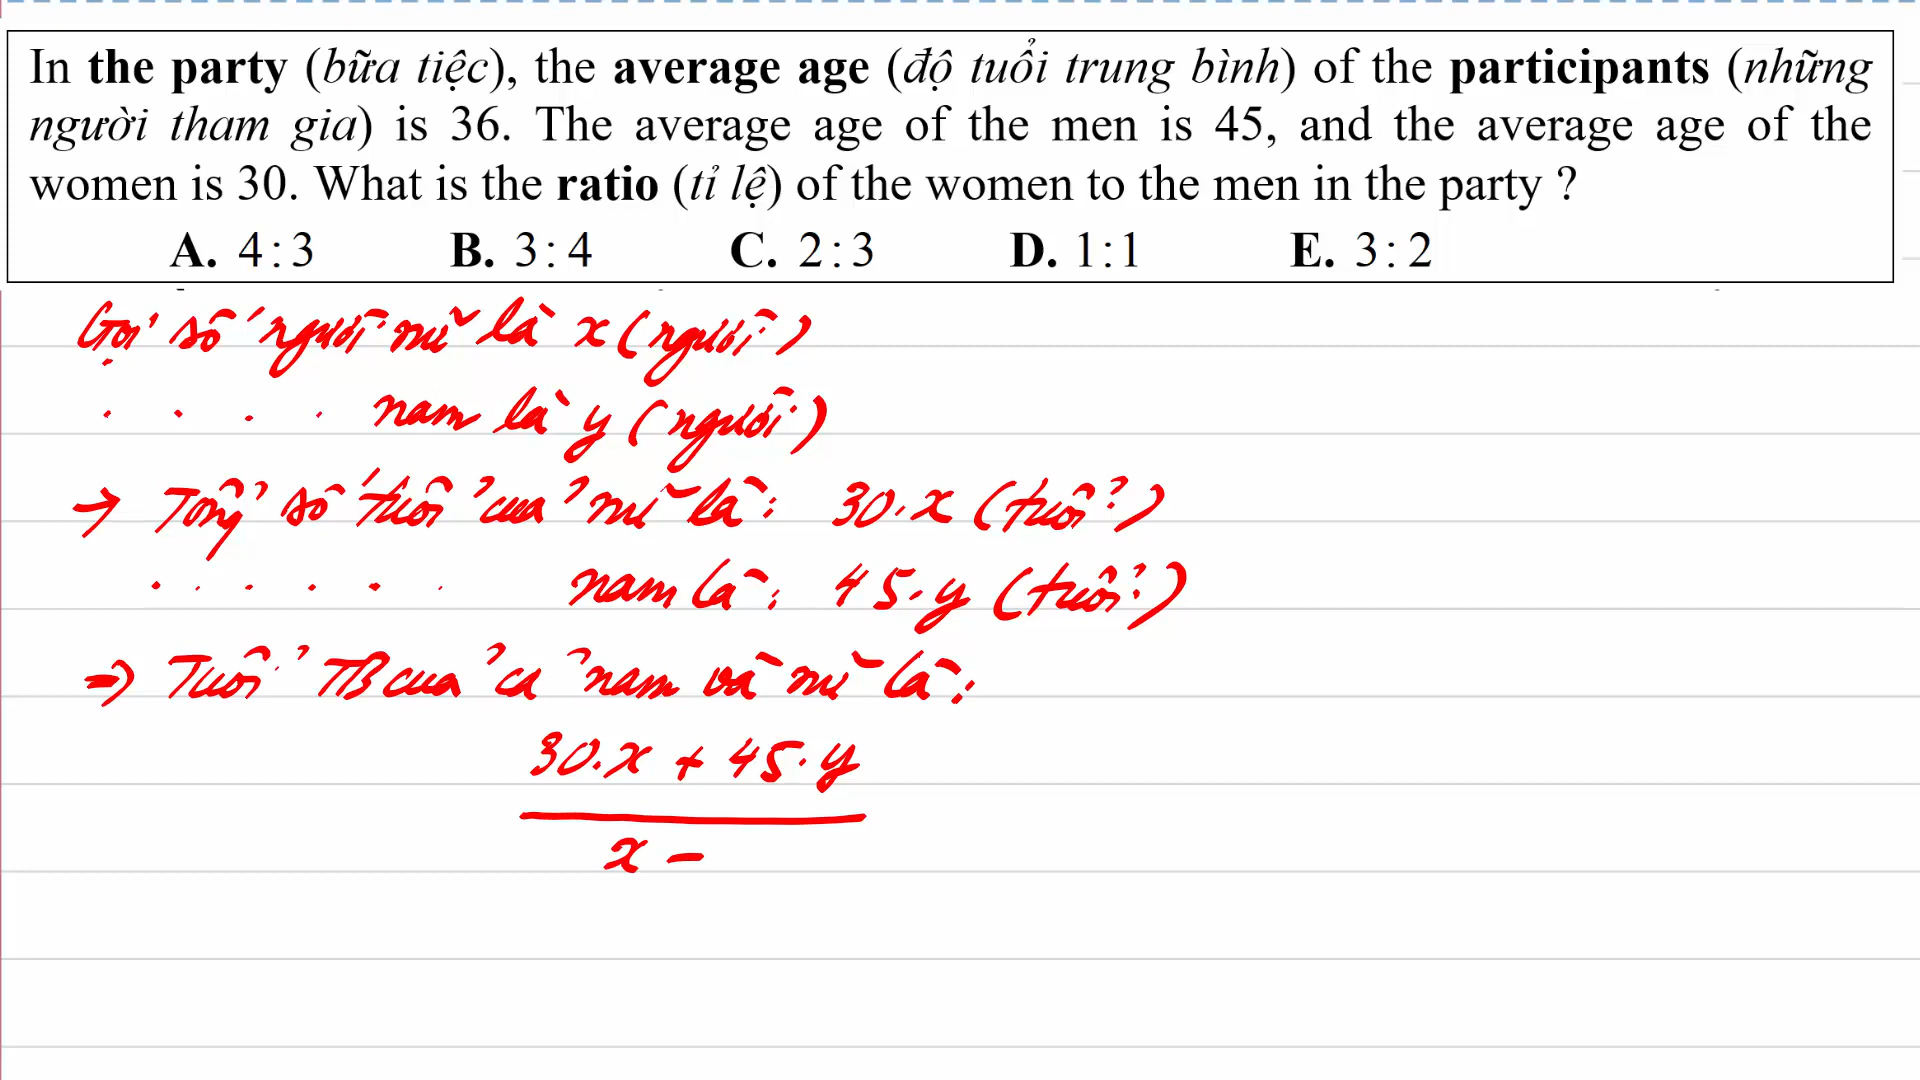 In the party (bữa tiệc), the average age (độ tuổi trung bình) of the participants (những
người tham gia) is 36. The average age of the men is 45, and the average age of the
women is 30. What is the ratio (tỉ lệ) of the women to the men in the party ?
A. 4 : 3 B. 3 : 4 C. 2 : 3 D. 1 : 1 E. 3 : 2
Gọi số người nữ là x (người)
. . . . nam là y (người)
→ Tổng số tuổi của nữ là: 30.x (tuổi)
. . . . . . nam là: 45.y (tuổi)
⇒ Tuổi TB của cả nam và nữ là:
30.x + 45.y
x –